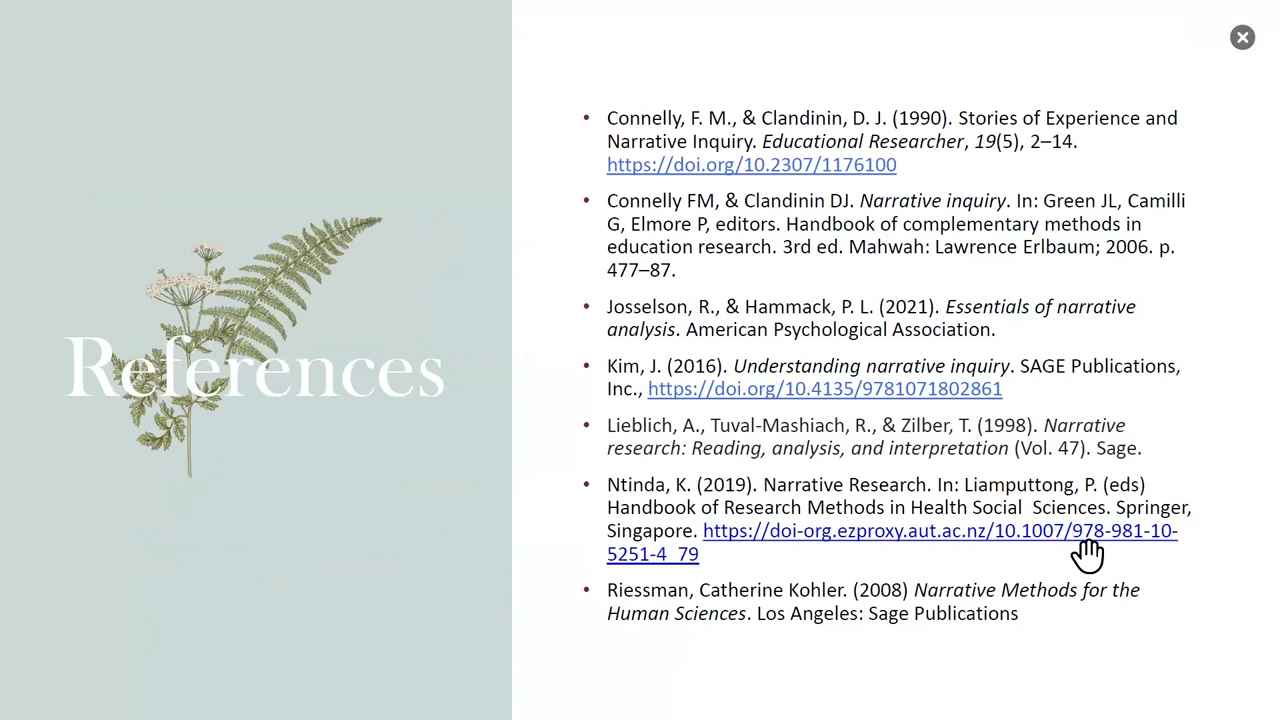 References
• Connelly, F. M., & Clandinin, D. J. (1990). Stories of Experience and
Narrative Inquiry. Educational Researcher, 19(5), 2–14.
https://doi.org/10.2307/1176100
• Connelly FM, & Clandinin DJ. Narrative inquiry. In: Green JL, Camilli
G, Elmore P, editors. Handbook of complementary methods in
education research. 3rd ed. Mahwah: Lawrence Erlbaum; 2006. p.
477–87.
• Josselson, R., & Hammack, P. L. (2021). Essentials of narrative
analysis. American Psychological Association.
• Kim, J. (2016). Understanding narrative inquiry. SAGE Publications,
Inc., https://doi.org/10.4135/9781071802861
• Lieblich, A., Tuval-Mashiach, R., & Zilber, T. (1998). Narrative
research: Reading, analysis, and interpretation (Vol. 47). Sage.
• Ntinda, K. (2019). Narrative Research. In: Liamputtong, P. (eds)
Handbook of Research Methods in Health Social  Sciences. Springer,
Singapore. https://doi-org.ezproxy.aut.ac.nz/10.1007/978-981-10-
5251-4_79
• Riessman, Catherine Kohler. (2008) Narrative Methods for the
Human Sciences. Los Angeles: Sage Publications